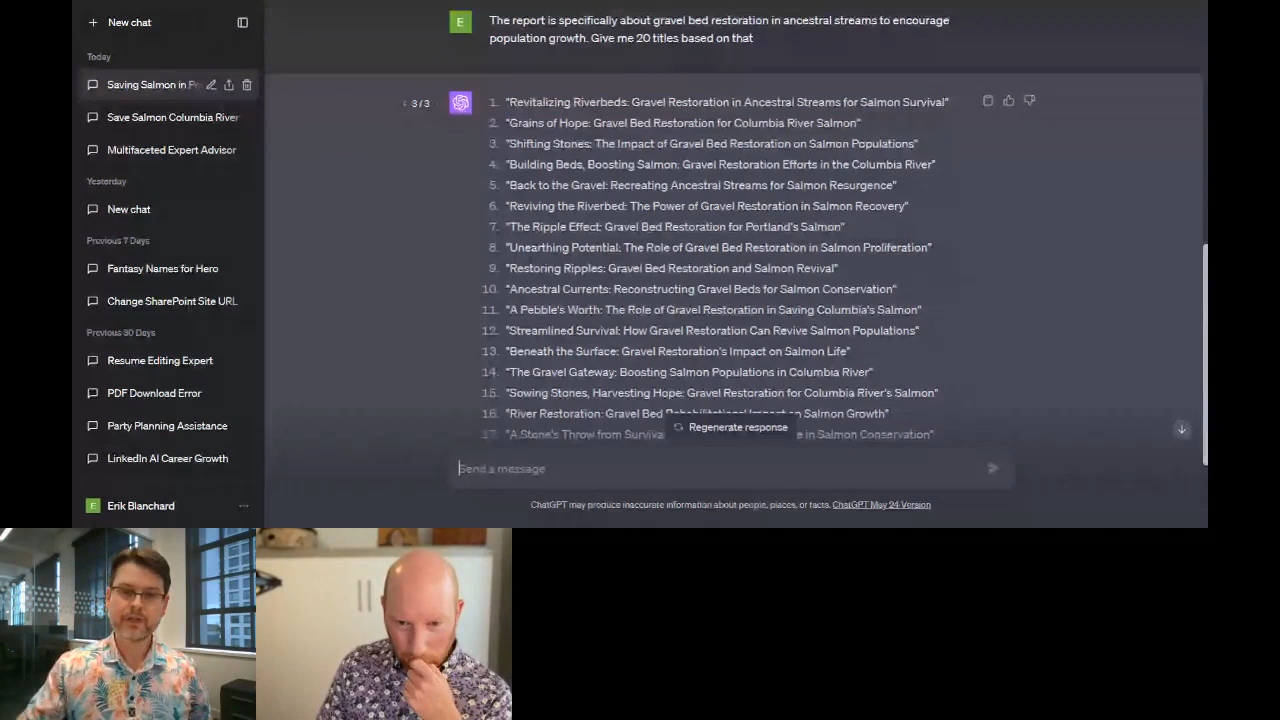 New chat
Today
Saving Salmon in Po
Save Salmon Columbia River
Multifaceted Expert Advisor
Yesterday
New chat
Previous 7 Days
Fantasy Names for Hero
Change SharePoint Site URL
Previous 30 Days
Resume Editing Expert
PDF Download Error
Party Planning Assistance
LinkedIn AI Career Growth
E Erik Blanchard
E The report is specifically about gravel bed restoration in ancestral streams to encourage
population growth. Give me 20 titles based on that
3 / 3
1. "Revitalizing Riverbeds: Gravel Restoration in Ancestral Streams for Salmon Survival"
2. "Grains of Hope: Gravel Bed Restoration for Columbia River Salmon"
3. "Shifting Stones: The Impact of Gravel Bed Restoration on Salmon Populations"
4. "Building Beds, Boosting Salmon: Gravel Restoration Efforts in the Columbia River"
5. "Back to the Gravel: Recreating Ancestral Streams for Salmon Resurgence"
6. "Reviving the Riverbed: The Power of Gravel Restoration in Salmon Recovery"
7. "The Ripple Effect: Gravel Bed Restoration for Portland's Salmon"
8. "Unearthing Potential: The Role of Gravel Bed Restoration in Salmon Proliferation"
9. "Restoring Ripples: Gravel Bed Restoration and Salmon Revival"
10. "Ancestral Currents: Reconstructing Gravel Beds for Salmon Conservation"
11. "A Pebble's Worth: The Role of Gravel Restoration in Saving Columbia's Salmon"
12. "Streamlined Survival: How Gravel Restoration Can Revive Salmon Populations"
13. "Beneath the Surface: Gravel Restoration's Impact on Salmon Life"
14. "The Gravel Gateway: Boosting Salmon Populations in Columbia River"
15. "Sowing Stones, Harvesting Hope: Gravel Restoration for Columbia River's Salmon"
16. "River Restoration: Gravel Bed on Salmon Growth"
17. "A Stone's Throw from Surviva in Salmon Conservation"
Regenerate response
Send a message
ChatGPT may produce inaccurate information about people, places, or facts. ChatGPT May 24 Version